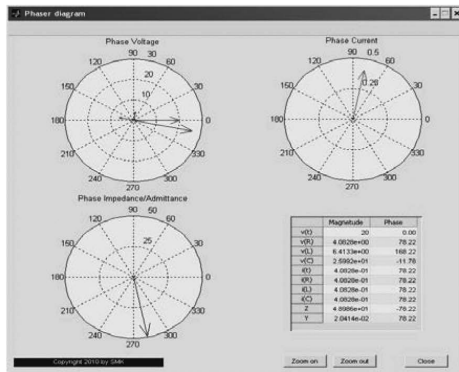 Phaser diagram
Phase Voltage
90 30
120 60
20
150 30
10
180 0
210 330
240 300
270
Phase Current
90 0.5
120 60
150 0.25 30
180 0
210 330
240 300
270
Phase Impedance/Admittance
90 50
120 60
25
150 30
180 0
210 330
240 300
270
Magnitude Phase
v(t) 20 0.00
v(R) 4.0828e+00 78.22
v(L) 6.4133e+00 168.22
v(C) 2.5992e+01 -11.78
i(t) 4.0828e-01 78.22
i(R) 4.0828e-01 78.22
i(L) 4.0828e-01 78.22
i(C) 4.0828e-01 78.22
Z 4.8986e+01 -78.22
Y 2.0414e-02 78.22
Copyright 2010 by SMK
Zoom on Zoom out Close